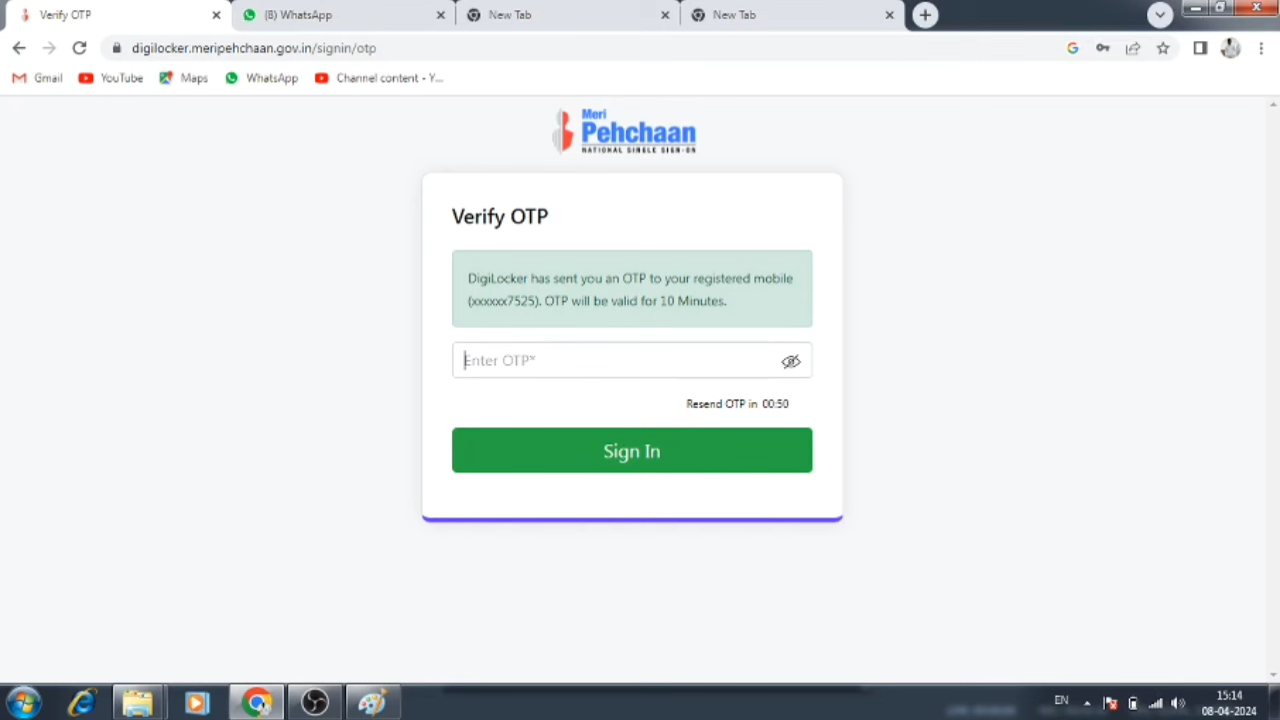 Verify OTP
(8) WhatsApp
New Tab
New Tab
digilocker.meripehchaan.gov.in/signin/otp
Gmail
YouTube
Maps
WhatsApp
Channel content - Y...
Meri
Pehchaan
NATIONAL SINGLE SIGN-ON
Verify OTP
DigiLocker has sent you an OTP to your registered mobile
(xxxxxx7525). OTP will be valid for 10 Minutes.
Enter OTP*
Resend OTP in 00:50
Sign In
EN
15:14
08-04-2024